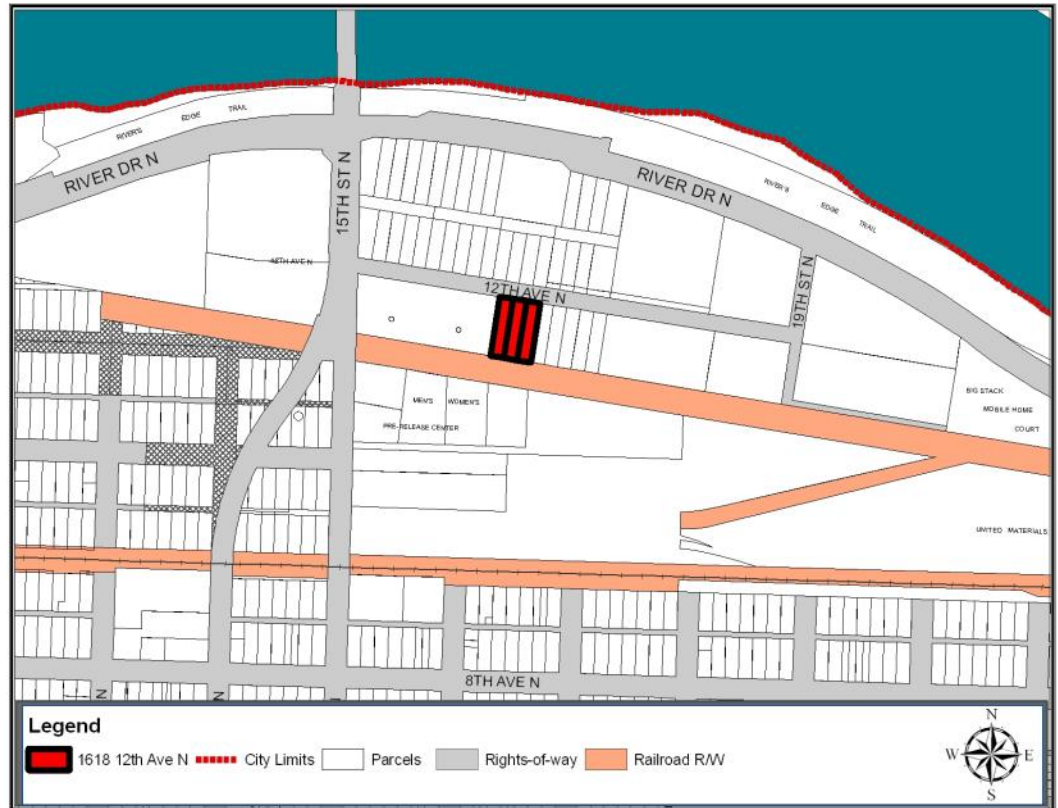 RIVER'S EDGE TRAIL
RIVER DR N
15TH ST N
RIVER DR N
RIVER'S EDGE TRAIL
12TH AVE N
19TH ST N
MEN'S WOMEN'S
PRE-RELEASE CENTER
BIG STACK
MOBILE HOME
COURT
UNITED MATERIALS
8TH AVE N
N
N
Legend
1618 12th Ave N City Limits Parcels Rights-of-way Railroad R/W
N
W E
S